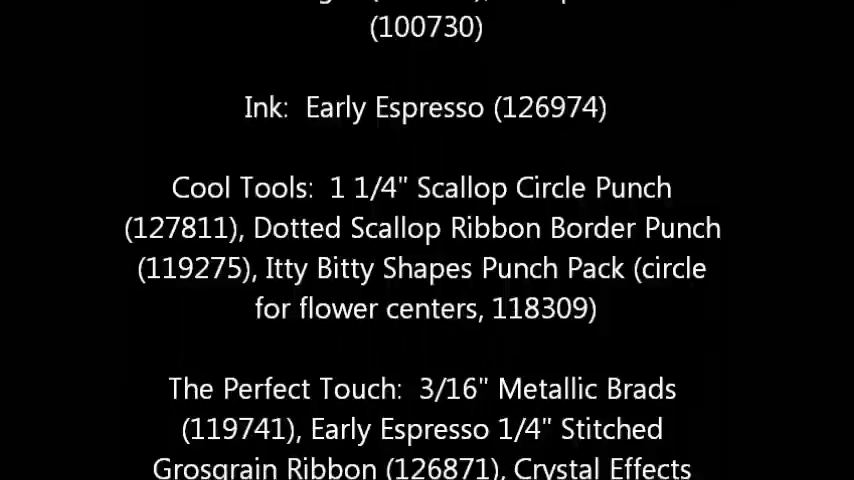 (100730)
Ink:  Early Espresso (126974)
Cool Tools:  1 1/4" Scallop Circle Punch
(127811), Dotted Scallop Ribbon Border Punch
(119275), Itty Bitty Shapes Punch Pack (circle
for flower centers, 118309)
The Perfect Touch:  3/16" Metallic Brads
(119741), Early Espresso 1/4" Stitched
Grosgrain Ribbon (126871), Crystal Effects